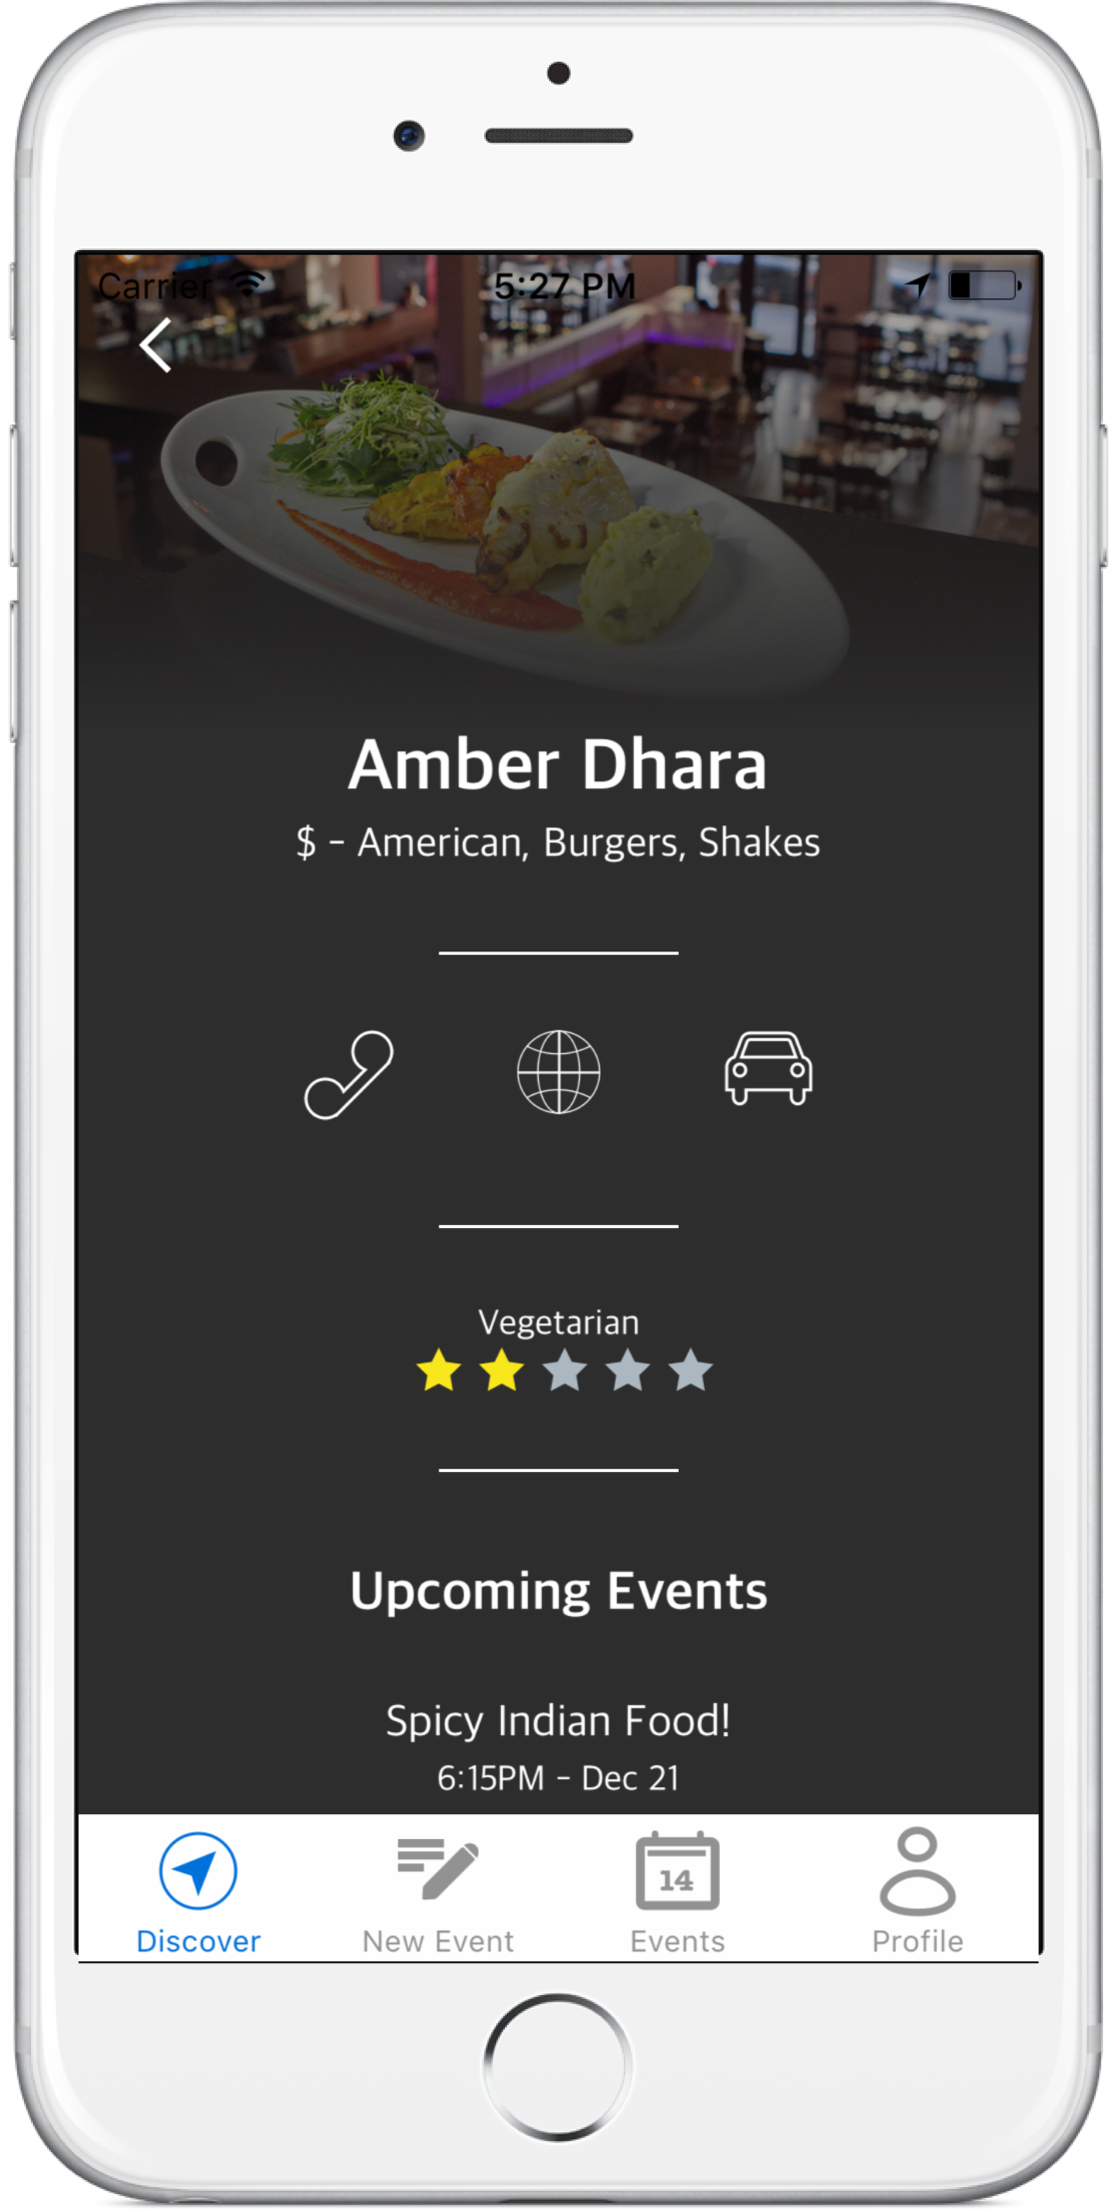 Carrier 5:27 PM
Amber Dhara
$ - American, Burgers, Shakes
Vegetarian
Upcoming Events
Spicy Indian Food!
6:15PM - Dec 21
14
Discover New Event Events Profile